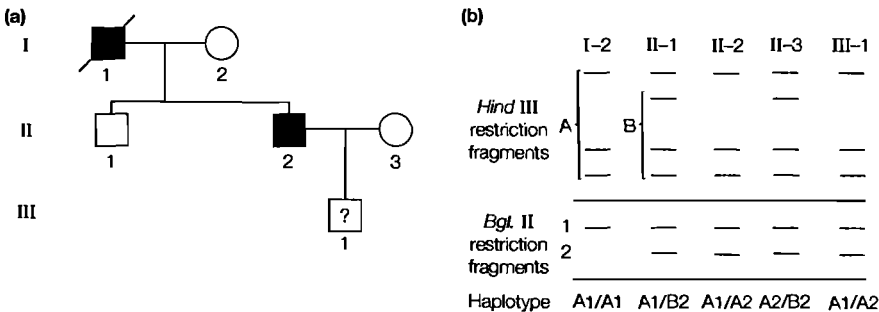 (a)
I
1
2
II
1
2
3
III
?
1
(b)
I–2 II–1 II–2 II–3 III–1
Hind III
restriction
fragments
A
B
Bgl. II
restriction
fragments
1
2
Haplotype A1/A1 A1/B2 A1/A2 A2/B2 A1/A2